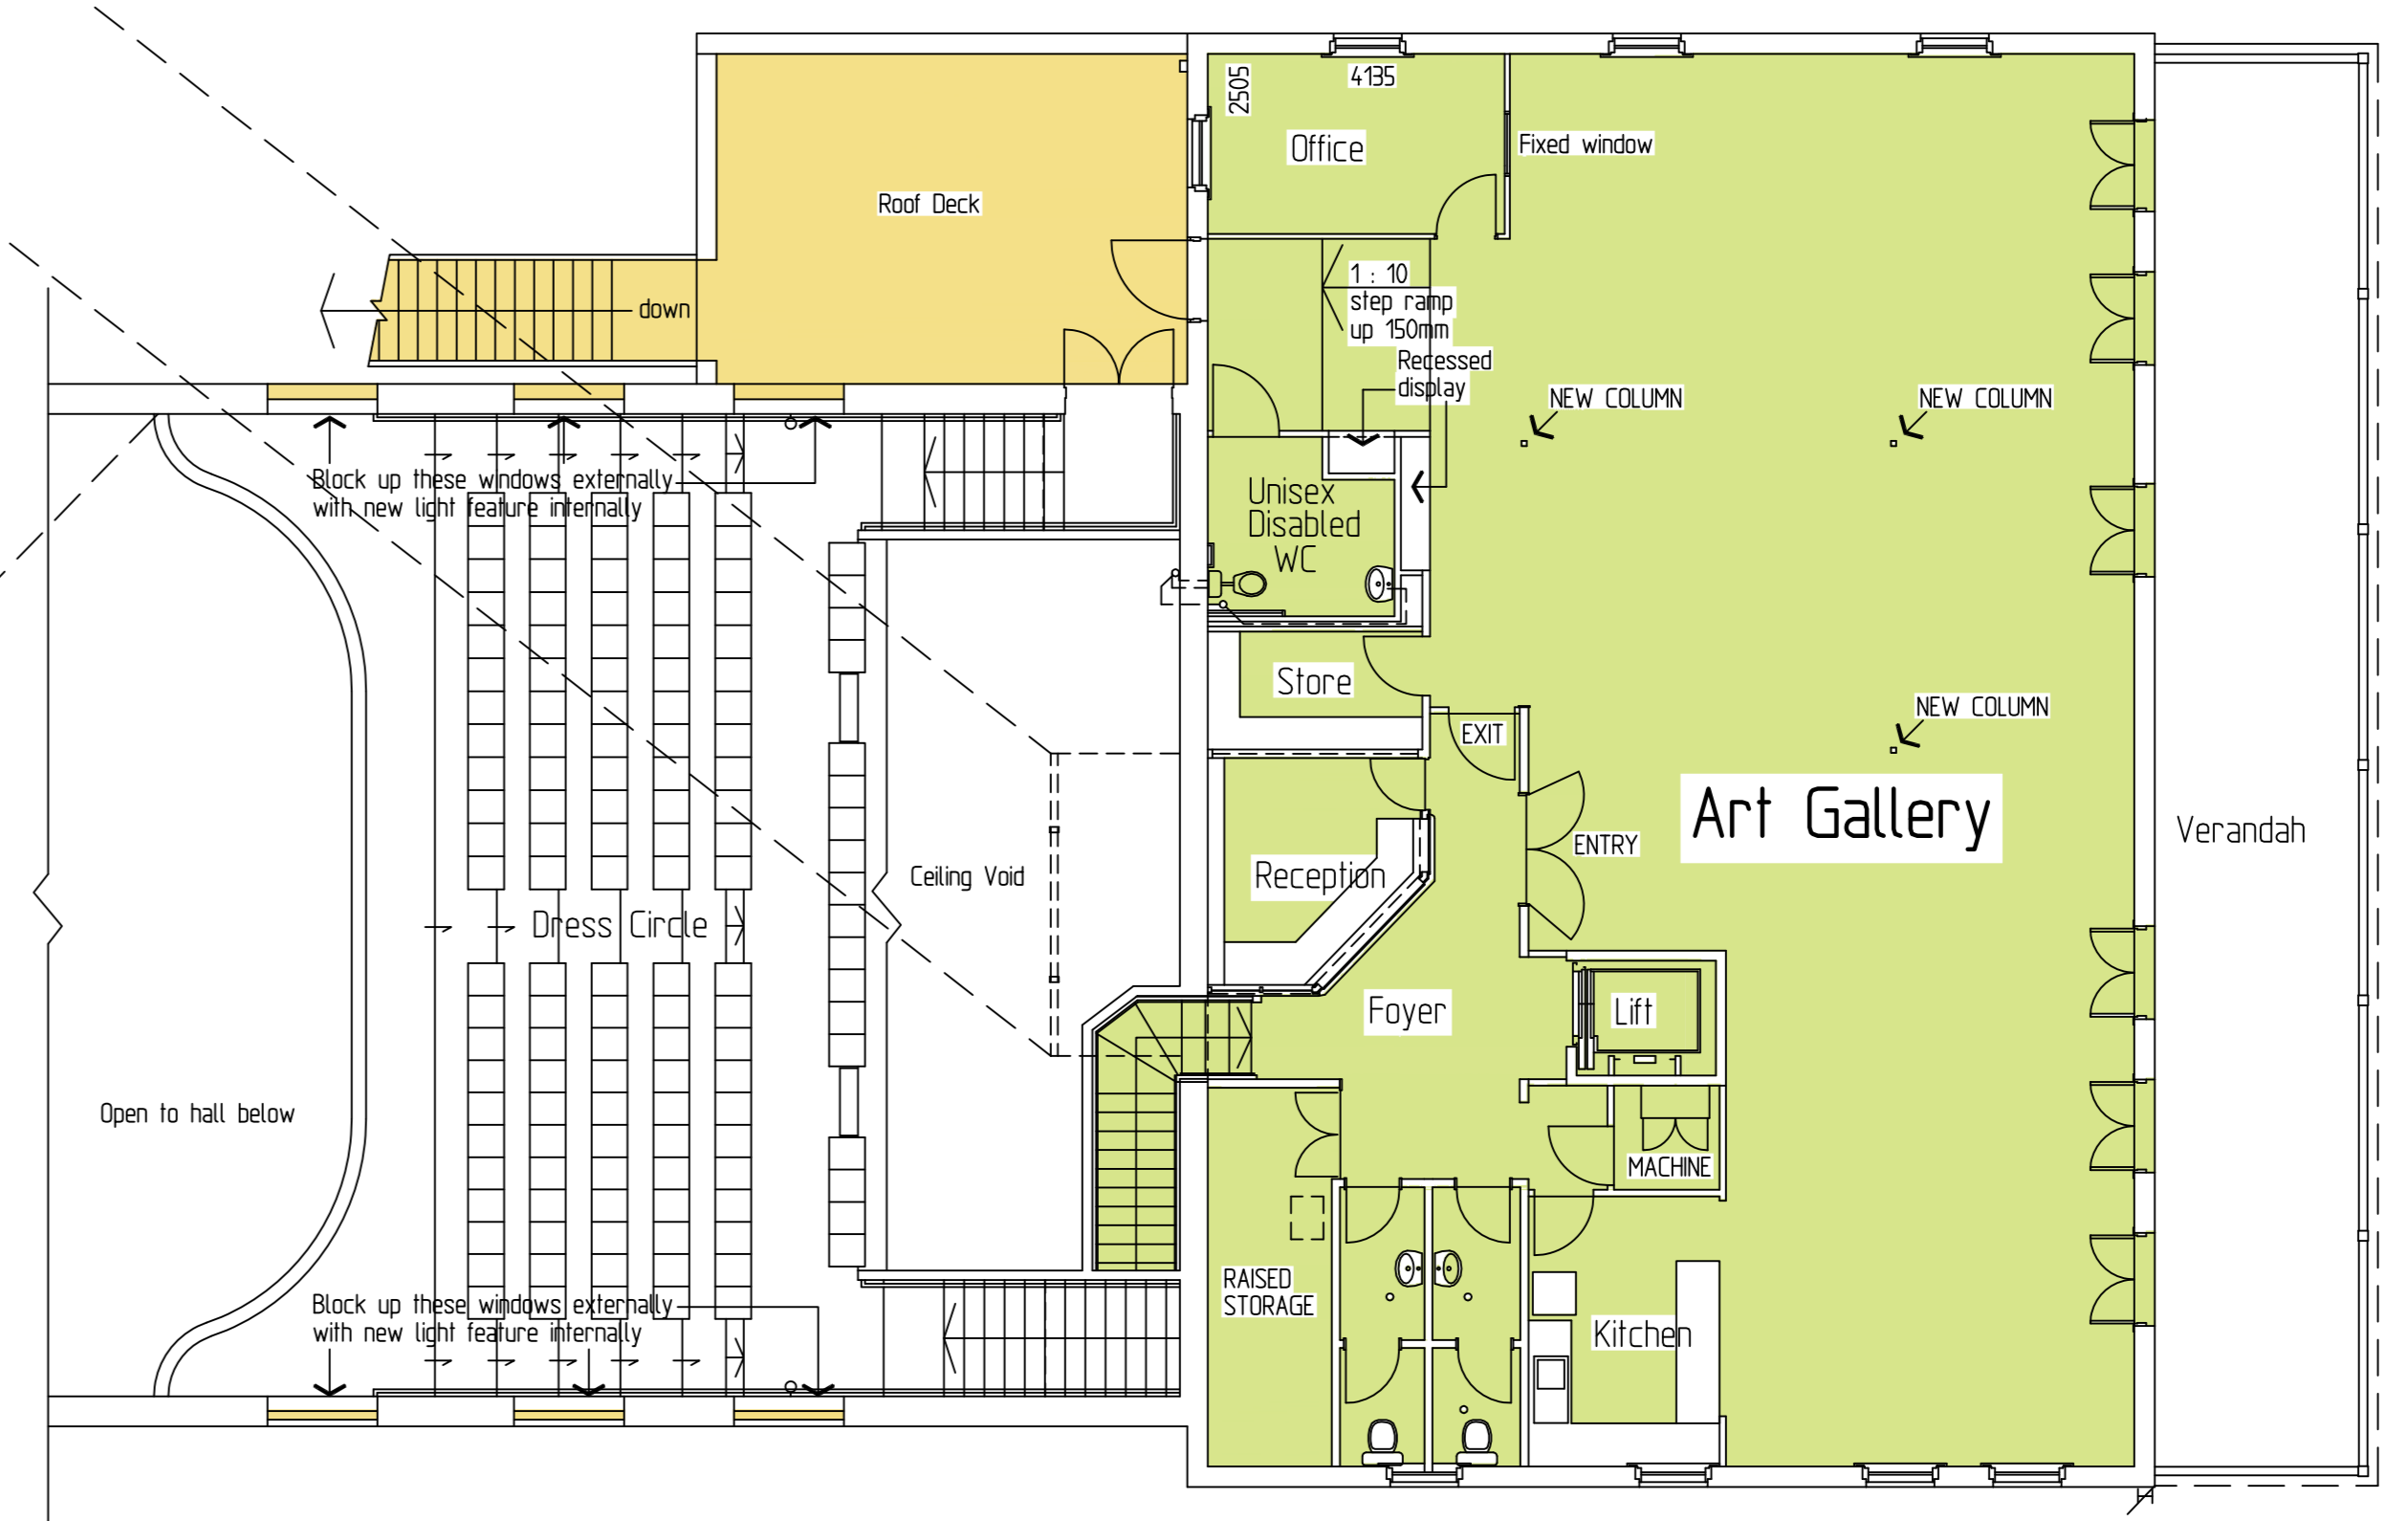 2505
4135
Office
Fixed window
Roof Deck
down
1 : 10
step ramp
up 150mm
Recessed
display
NEW COLUMN
NEW COLUMN
Block up these windows externally
with new light feature internally
Unisex
Disabled
WC
Store
EXIT
NEW COLUMN
Art Gallery
Verandah
ENTRY
Reception
Ceiling Void
Dress Circle
Foyer
Lift
Open to hall below
MACHINE
RAISED
STORAGE
Block up these windows externally
with new light feature internally
Kitchen